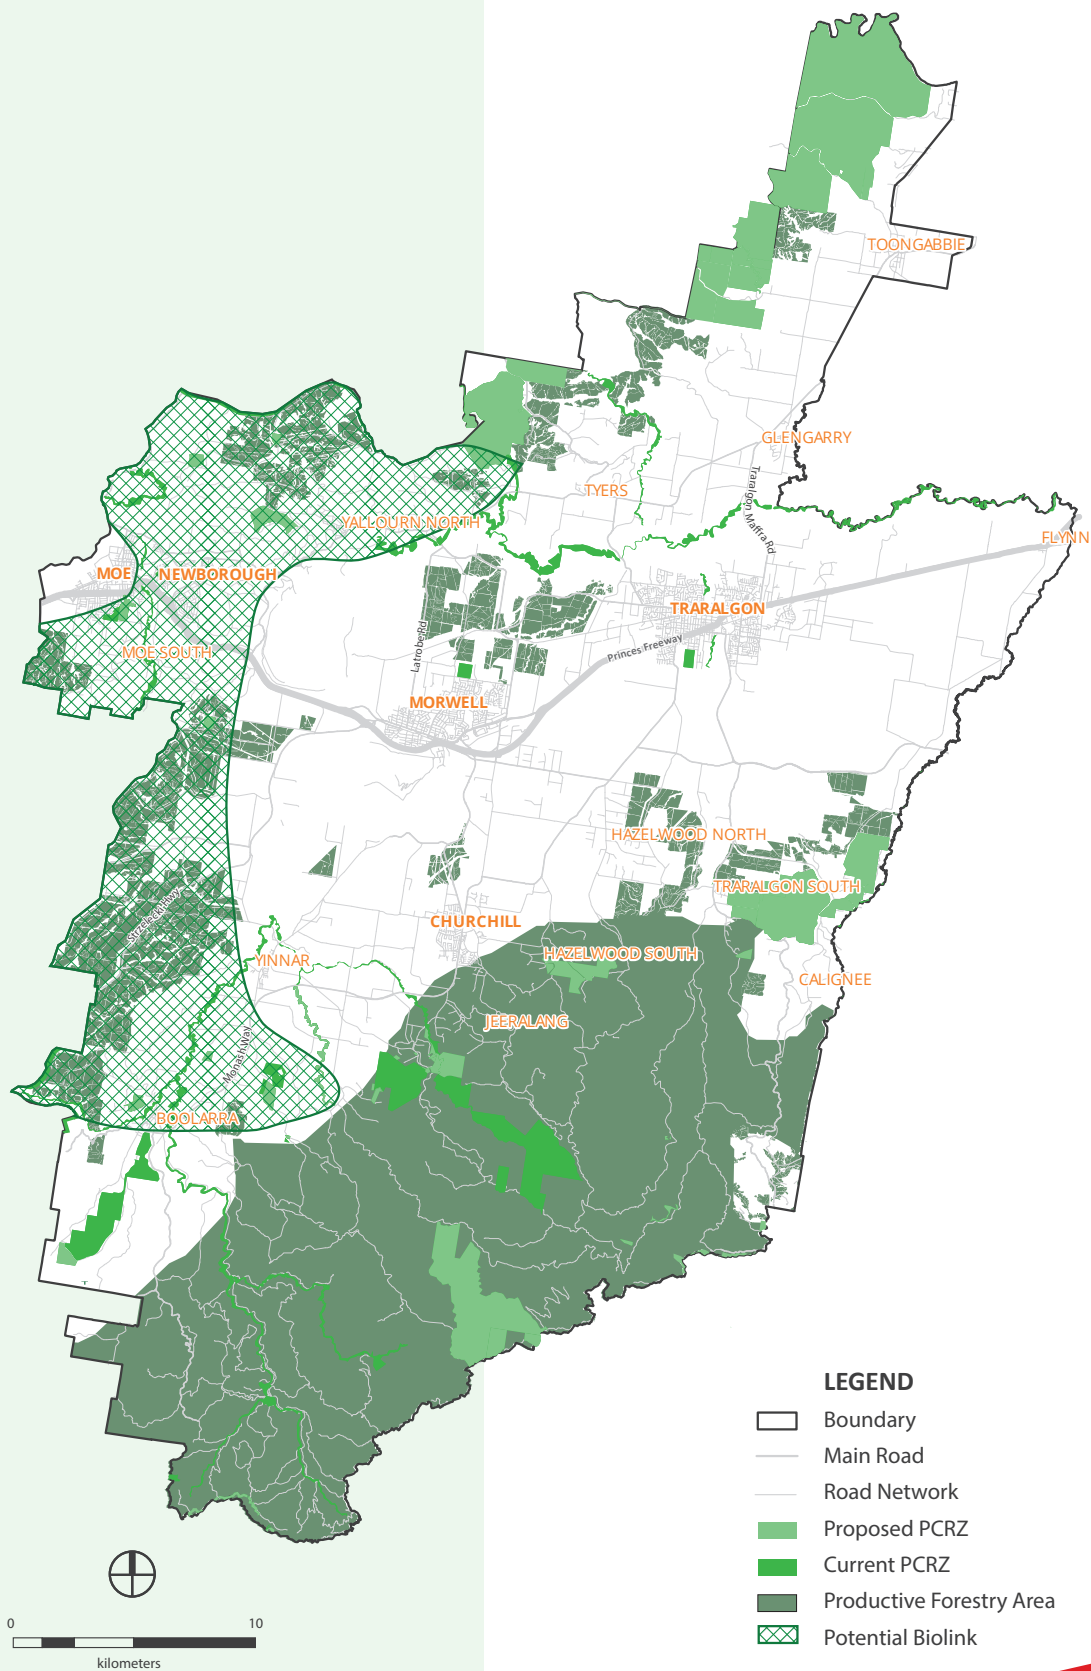 TOONGABBIE
GLENGARRY
Traralgon Maffra Rd
TYERS
YALLOURN NORTH
FLYNN
MOE
NEWBOROUGH
TRARALGON
Latrobe Rd
Princes Freeway
MOE SOUTH
MORWELL
HAZELWOOD NORTH
TRARALGON SOUTH
Strzelecki Hwy
CHURCHILL
YINNAR
HAZELWOOD SOUTH
CALIGNEE
JEERALANG
Monash Way
BOOLARRA
LEGEND
Boundary
Main Road
Road Network
Proposed PCRZ
Current PCRZ
Productive Forestry Area
Potential Biolink
0 10
kilometers